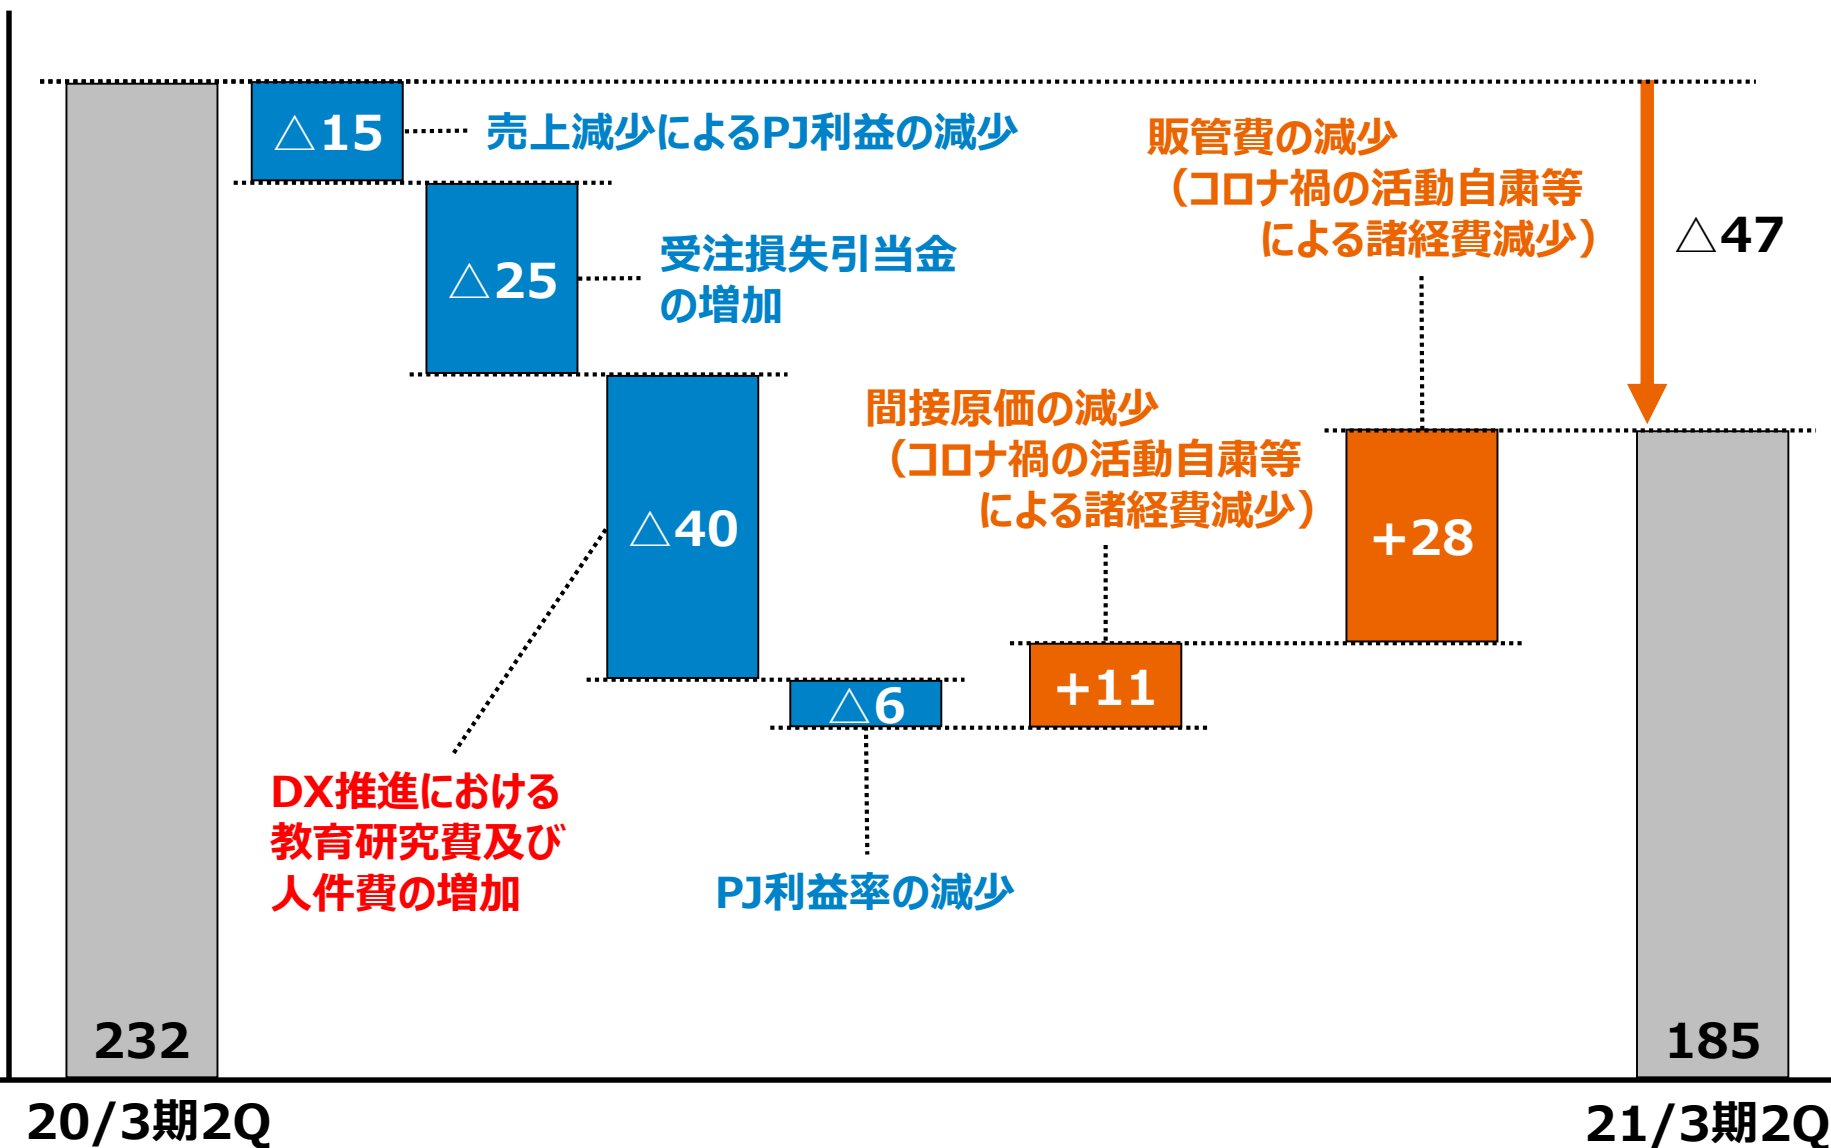 △15
売上減少によるPJ利益の減少
販管費の減少
（コロナ禍の活動自粛等
による諸経費減少）
△47
△25
受注損失引当金
の増加
間接原価の減少
（コロナ禍の活動自粛等
による諸経費減少）
△40
+28
△6
+11
DX推進における
教育研究費及び
人件費の増加
PJ利益率の減少
232
185
20/3期2Q
21/3期2Q